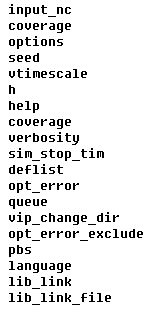 input_nc
coverage
options
seed
vtimescale
h
help
coverage
verbosity
sim_stop_tim
deflist
opt_error
queue
vip_change_dir
opt_error_exclude
pbs
language
lib_link
lib_link_file